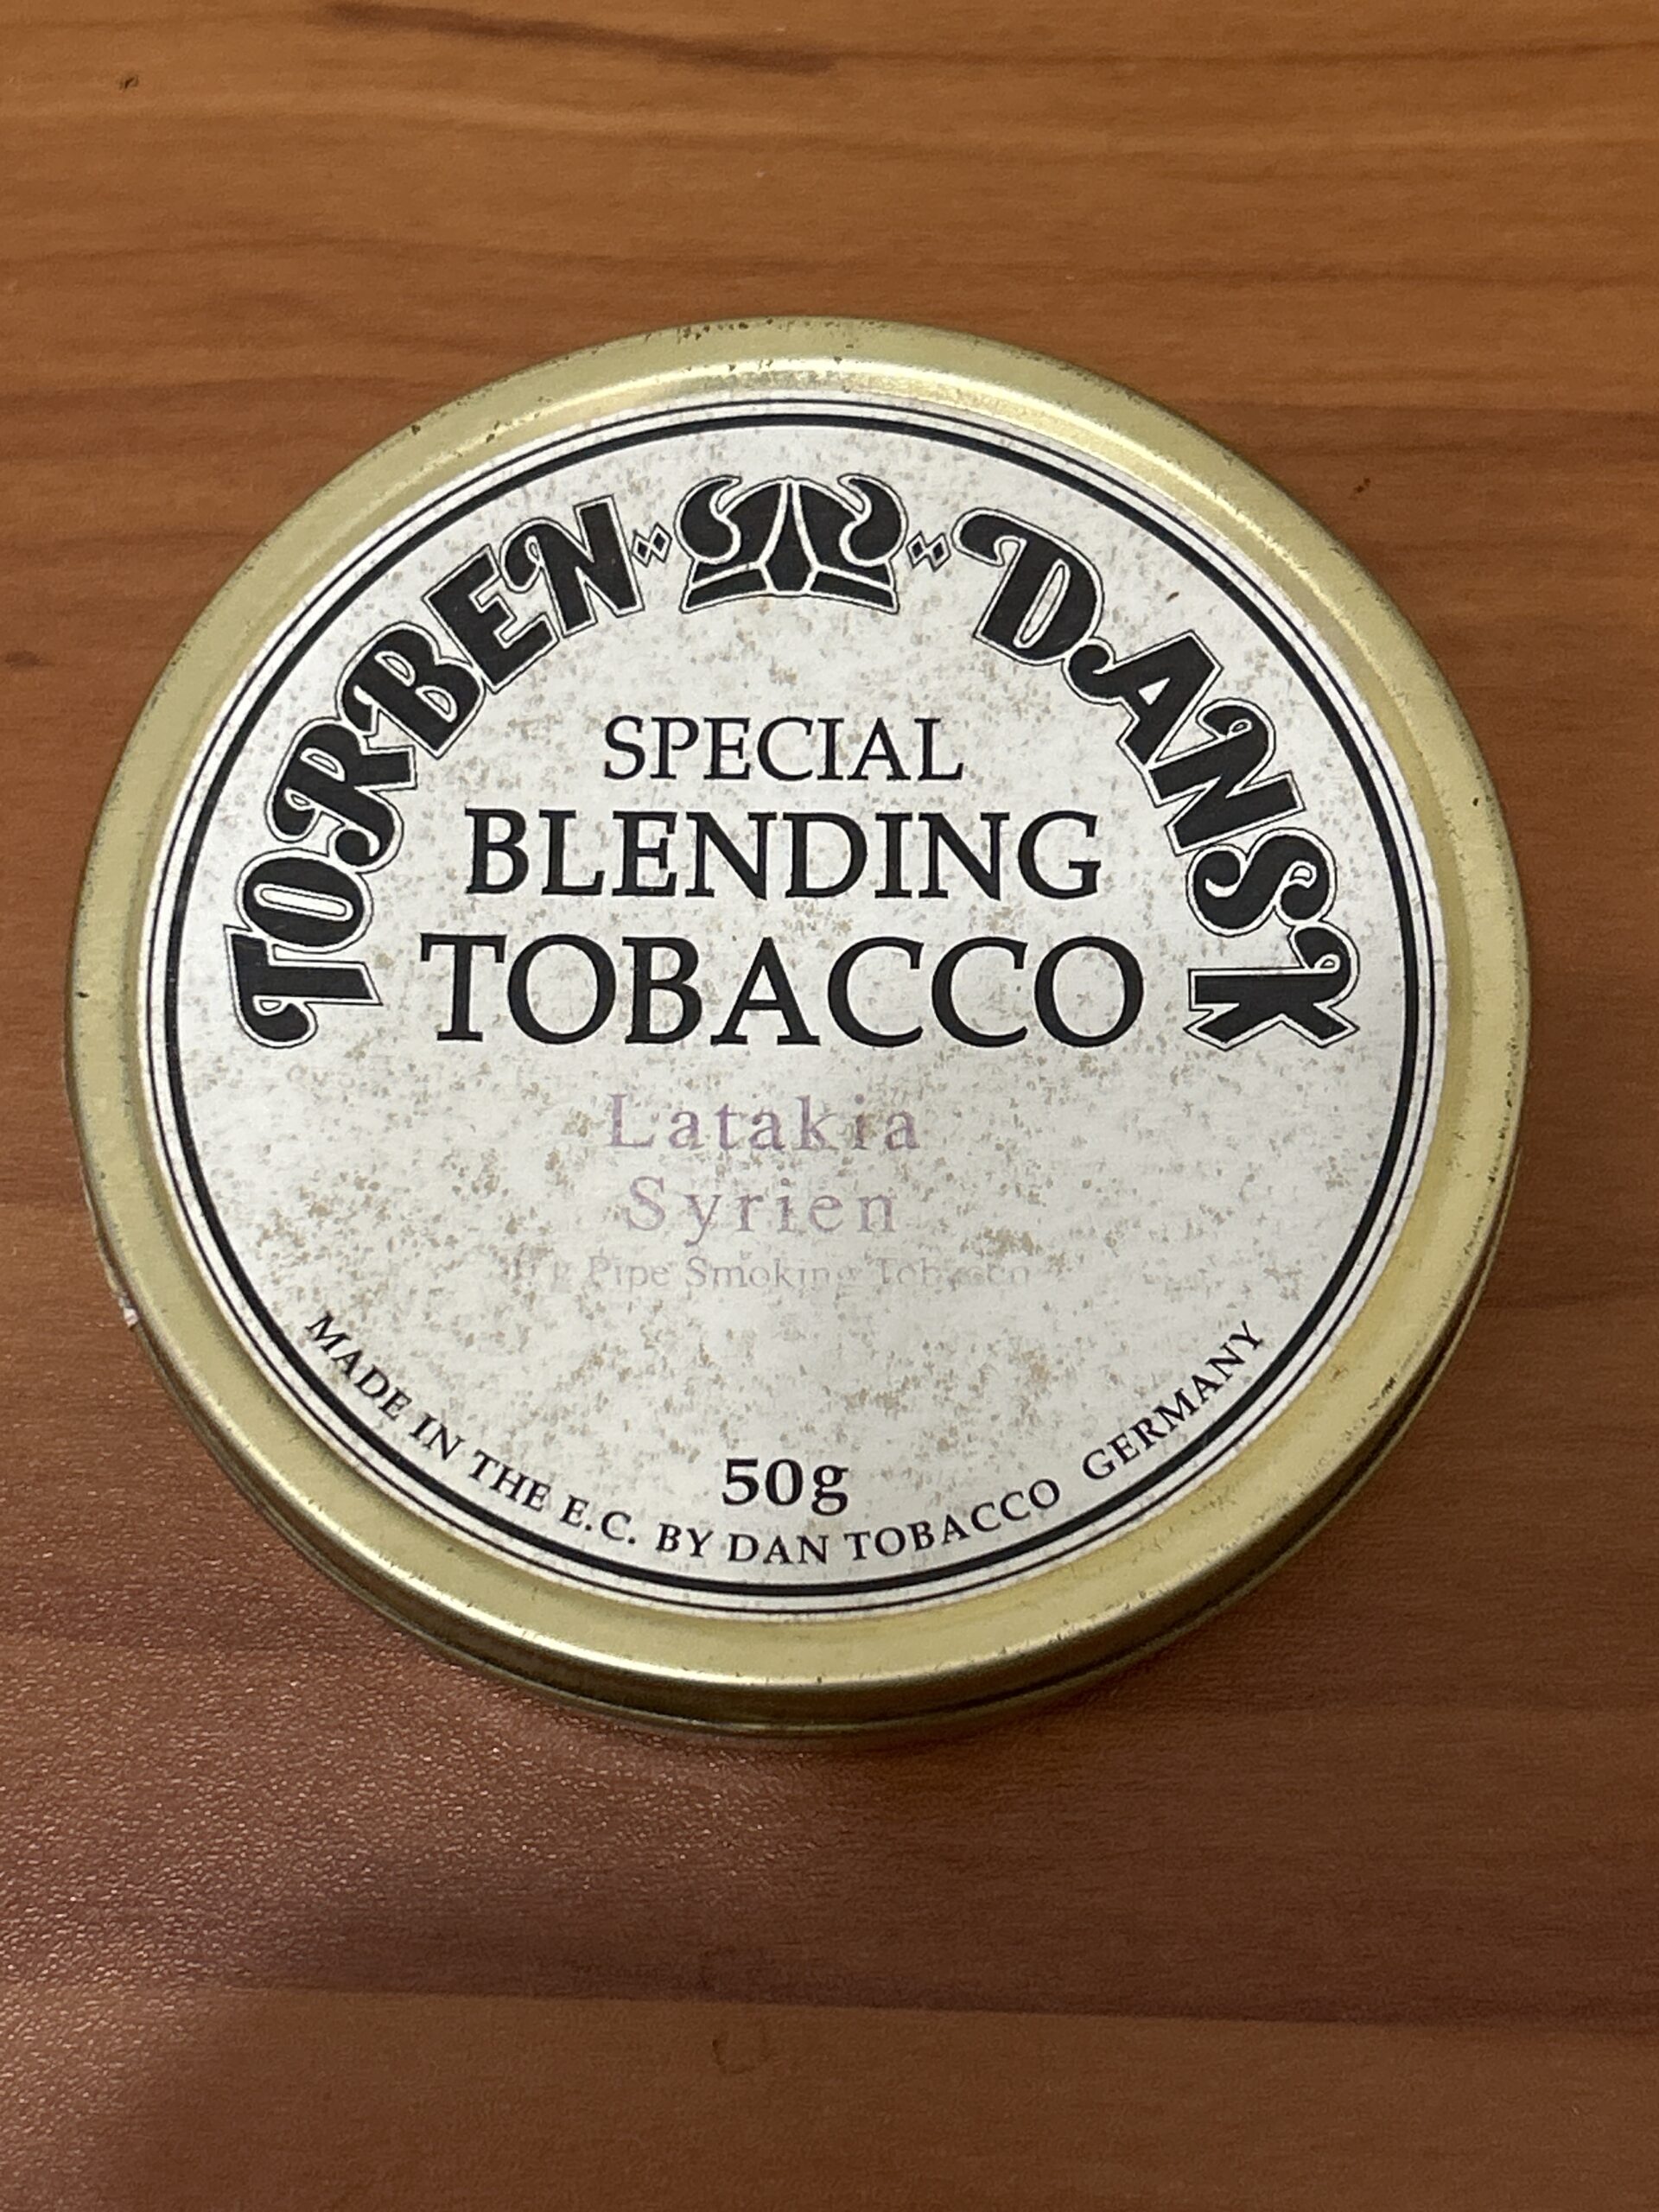 TORBEN DANSK
SPECIAL
BLENDING
TOBACCO
Latakia
Syrien
Pipe Smoking Tobacco
50g
MADE IN THE E.C. BY DAN TOBACCO GERMANY